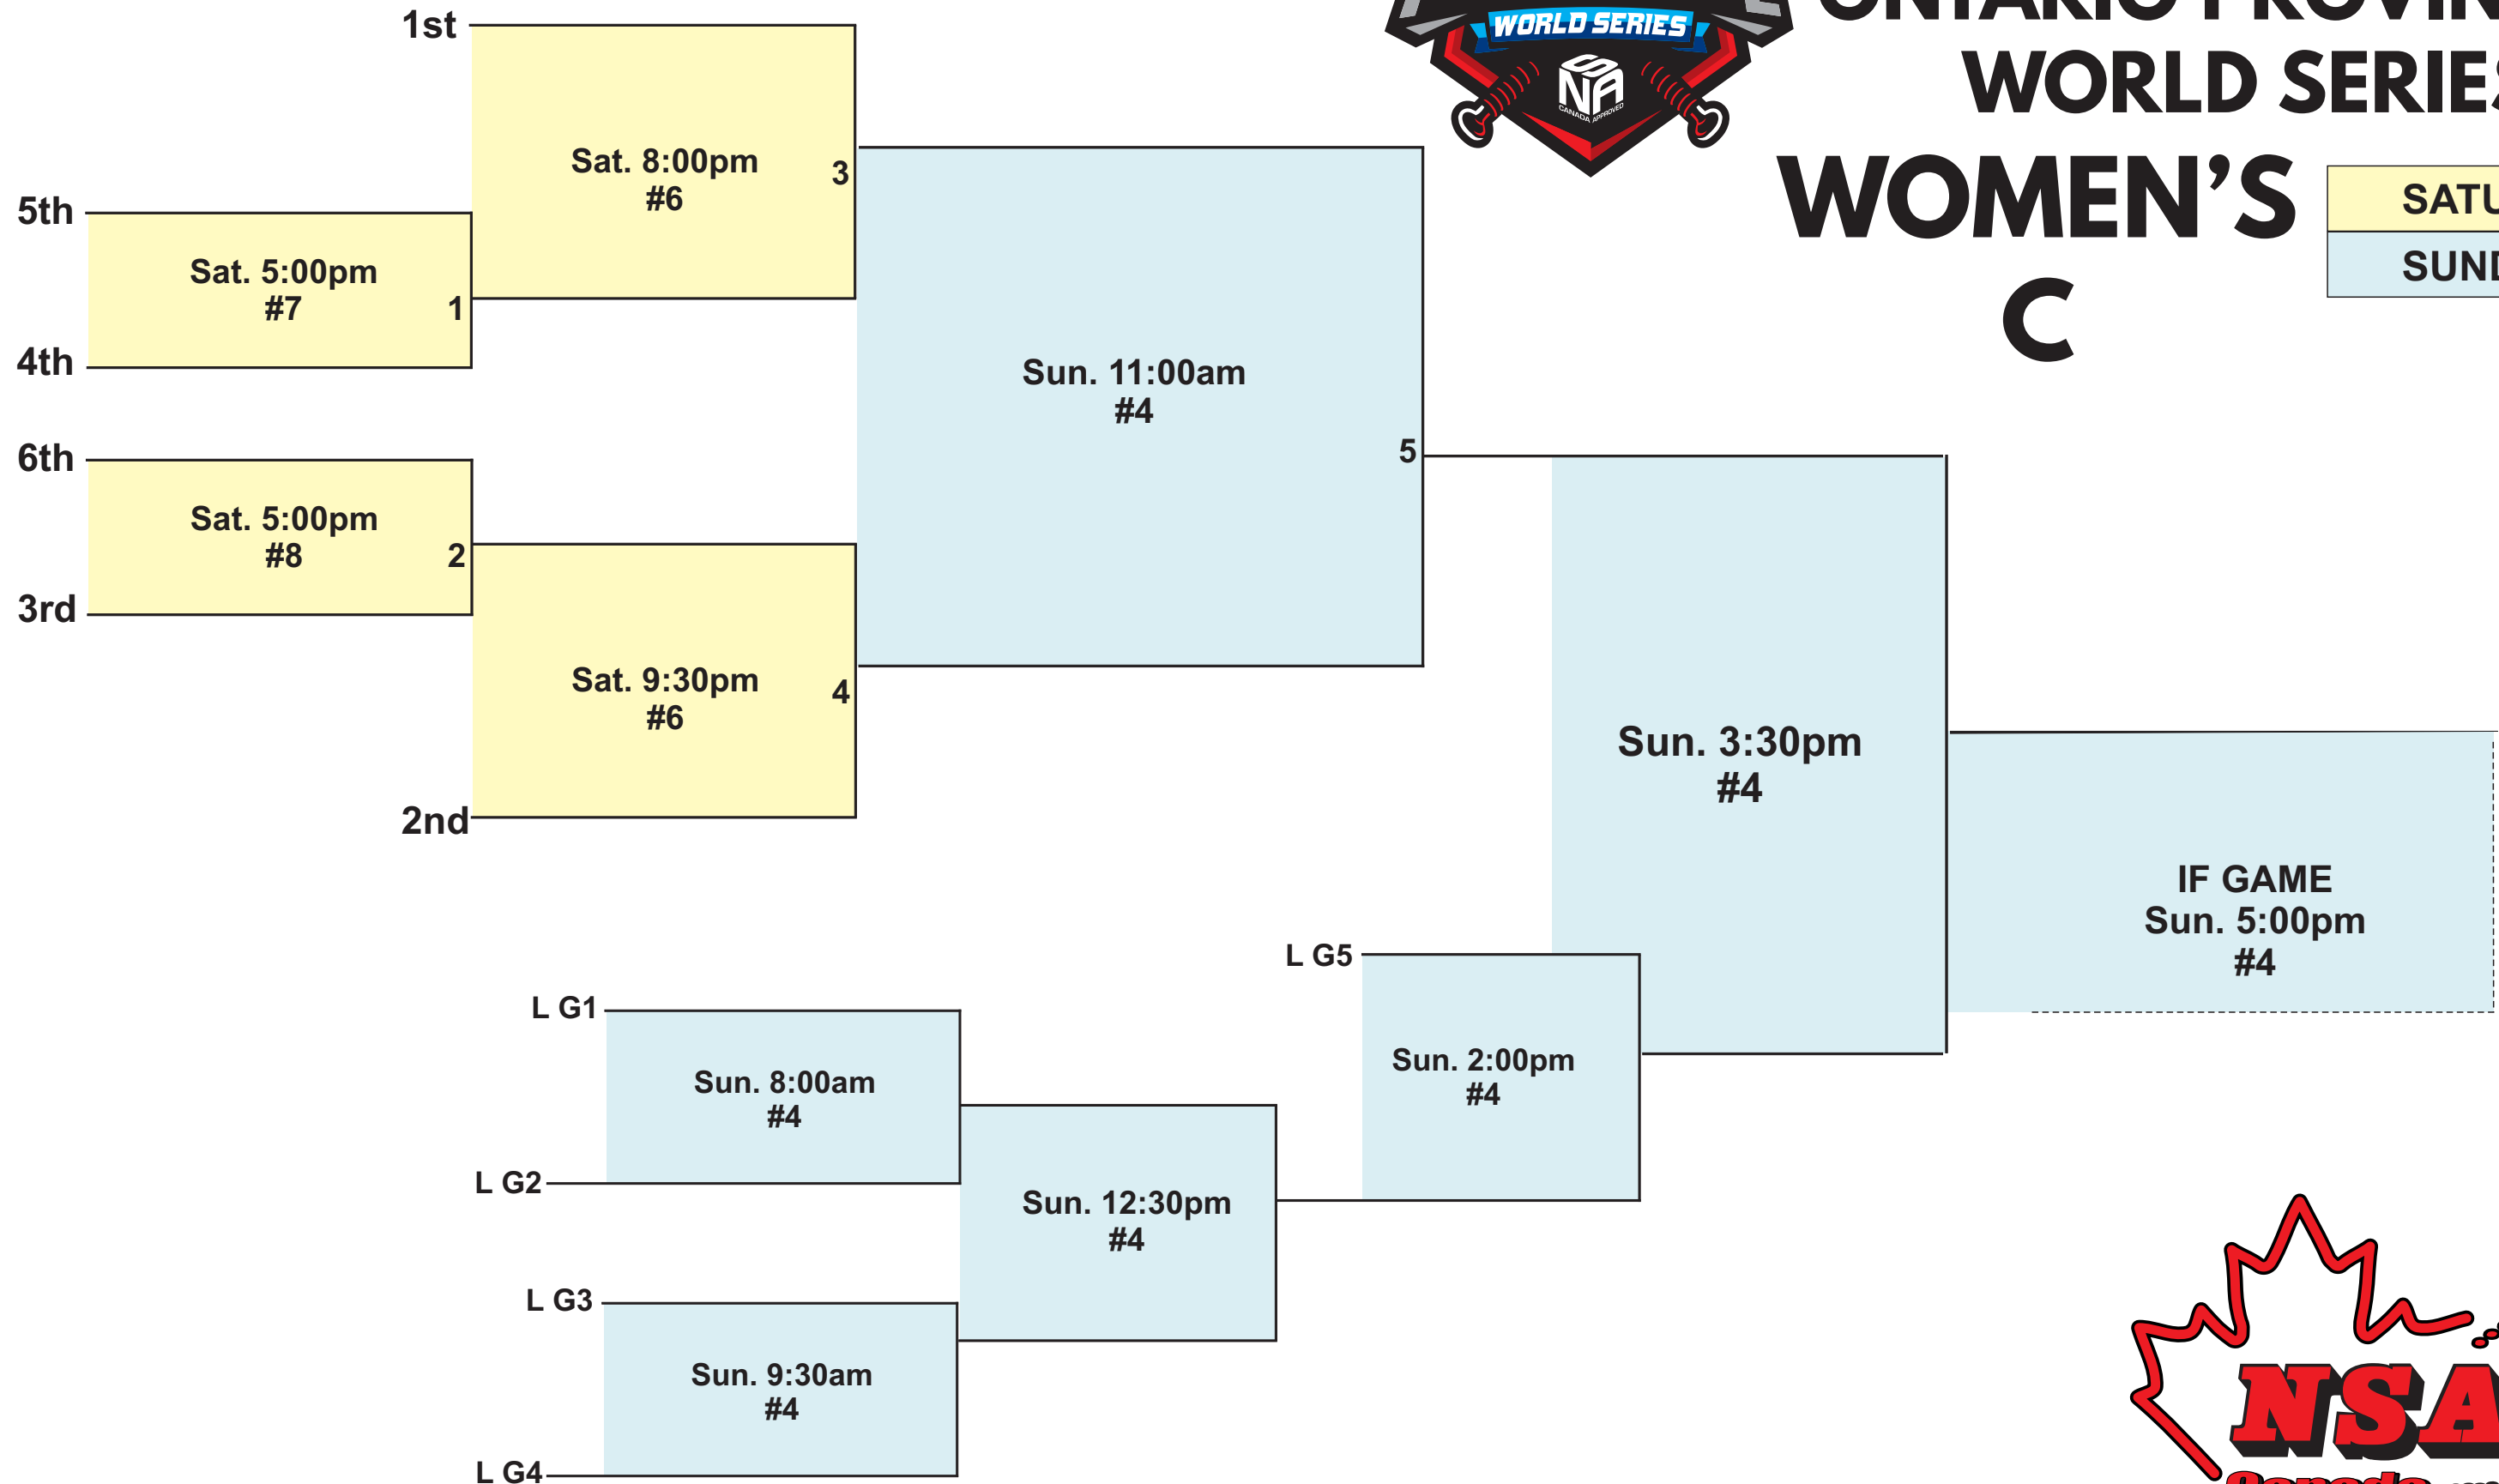 1st
WORLD SERIES
NSA
CANADA APPROVED
WORLD SERIES
WOMEN'S
C
Sat. 8:00pm
#6
3
5th
Sat. 5:00pm
#7
1
4th
Sun. 11:00am
#4
5
6th
Sat. 5:00pm
#8
2
3rd
Sat. 9:30pm
#6
4
2nd
Sun. 3:30pm
#4
IF GAME
Sun. 5:00pm
#4
L G5
Sun. 2:00pm
#4
L G1
Sun. 8:00am
#4
L G2
Sun. 12:30pm
#4
L G3
Sun. 9:30am
#4
L G4
NSA